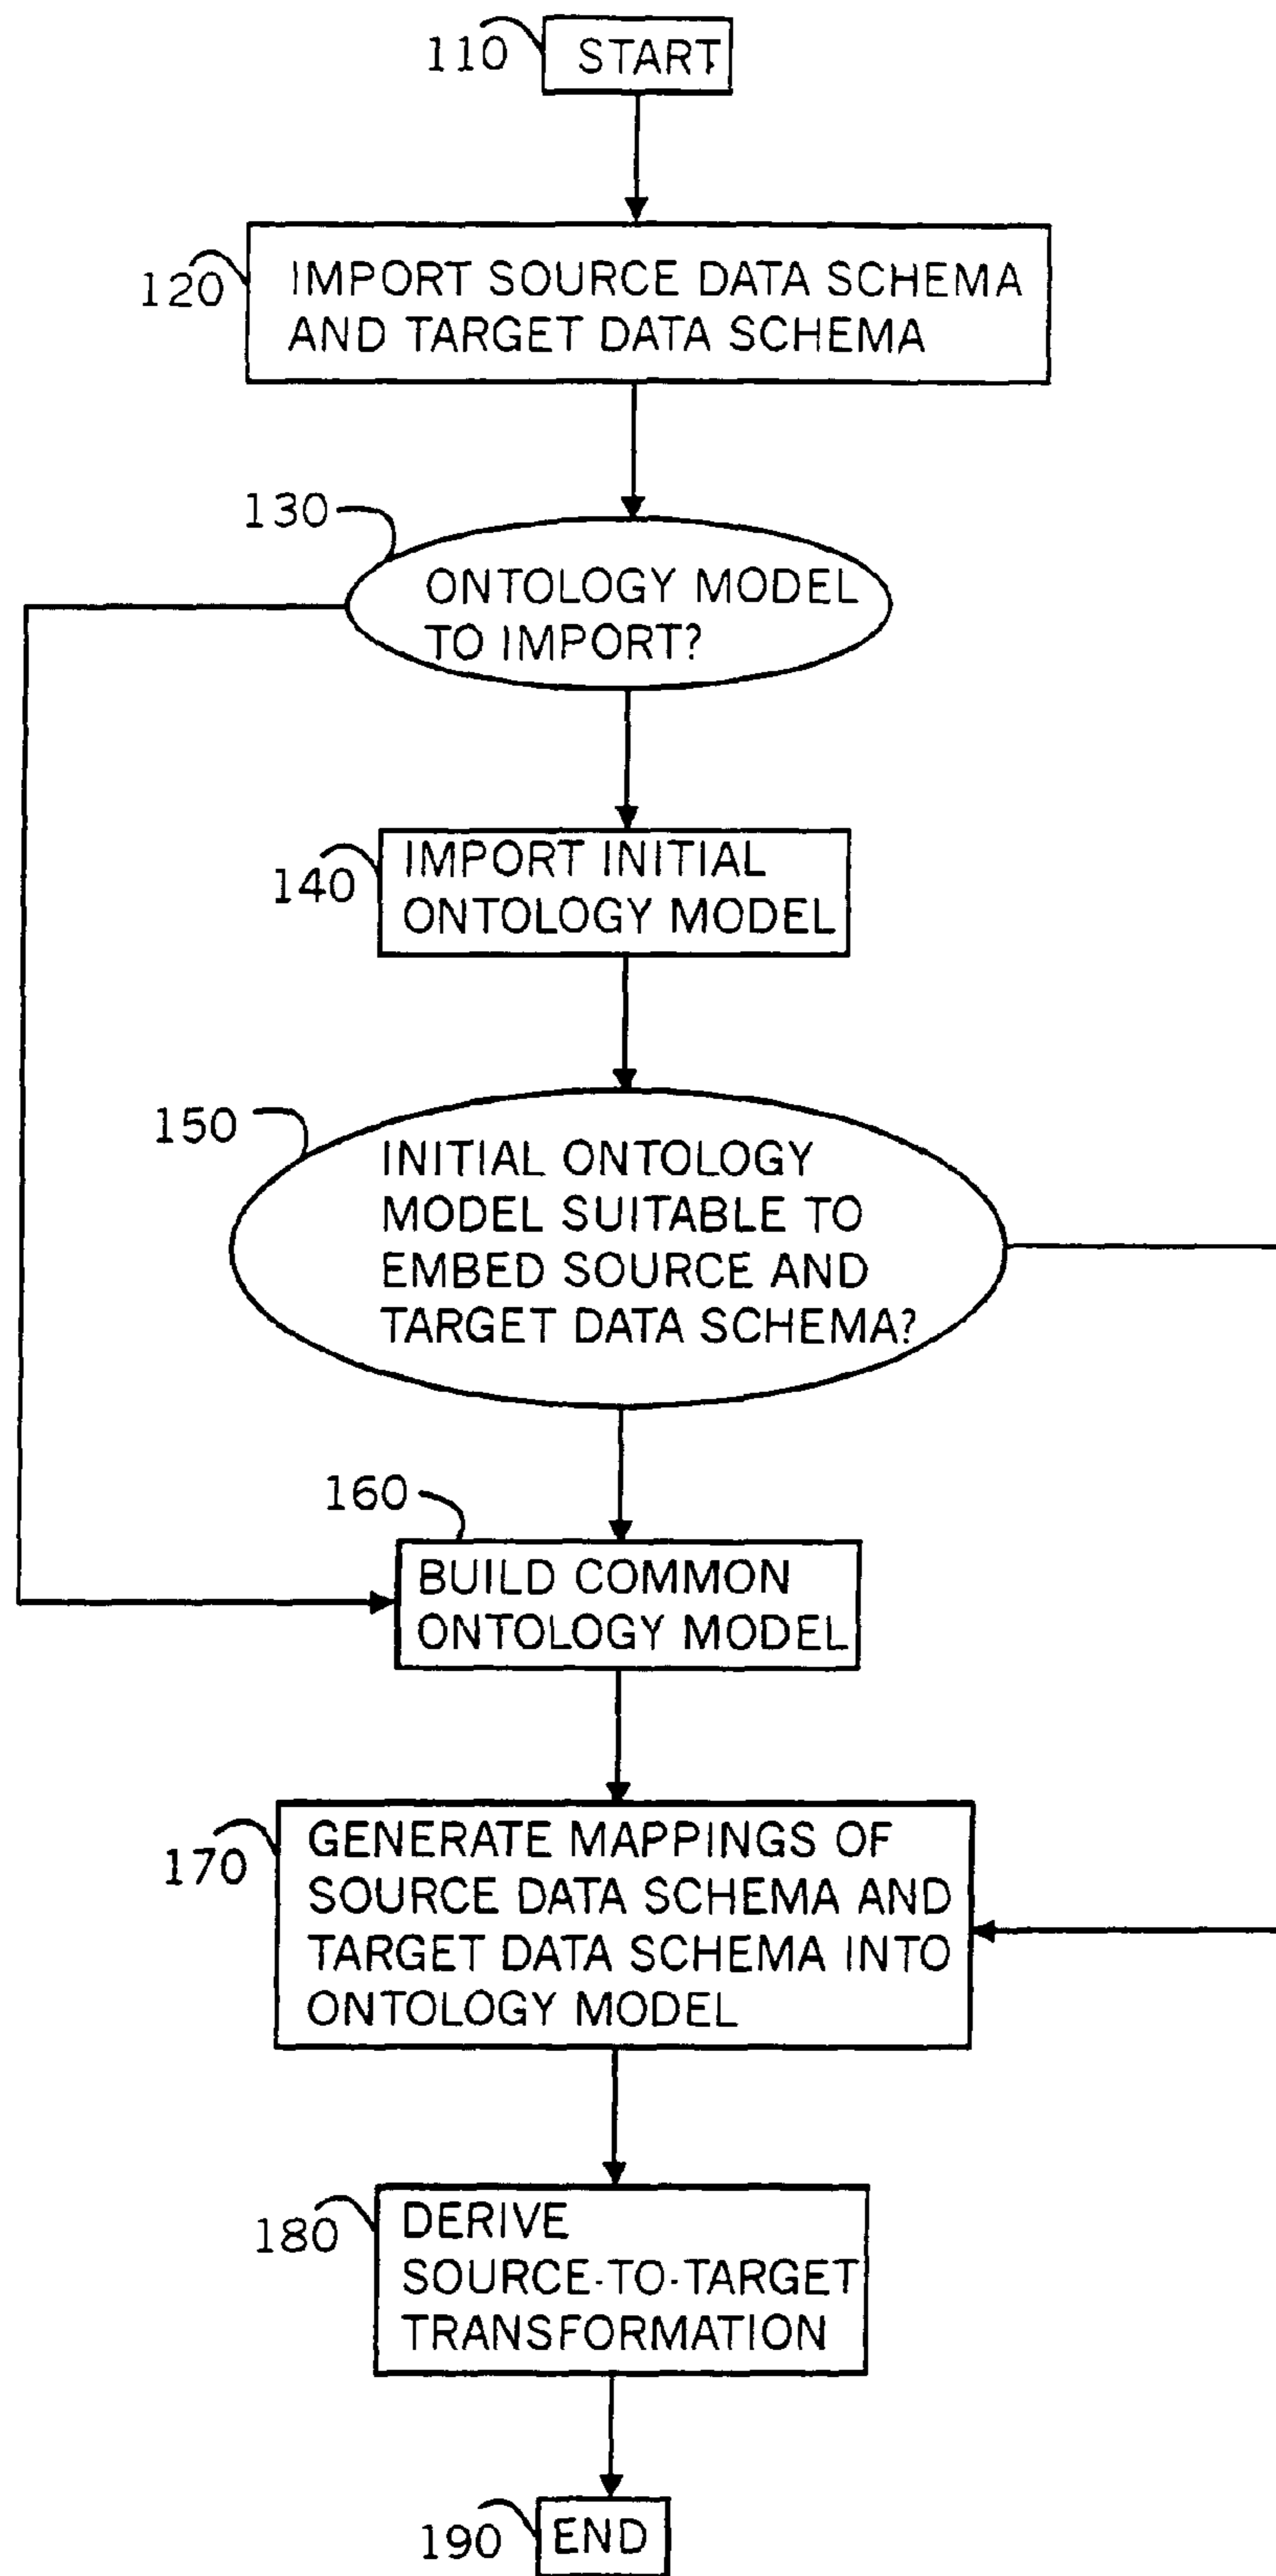 110 START
120 IMPORT SOURCE DATA SCHEMA
AND TARGET DATA SCHEMA
130
ONTOLOGY MODEL
TO IMPORT?
140 IMPORT INITIAL
ONTOLOGY MODEL
150
INITIAL ONTOLOGY
MODEL SUITABLE TO
EMBED SOURCE AND
TARGET DATA SCHEMA?
160
BUILD COMMON
ONTOLOGY MODEL
170 GENERATE MAPPINGS OF
SOURCE DATA SCHEMA AND
TARGET DATA SCHEMA INTO
ONTOLOGY MODEL
180 DERIVE
SOURCE-TO-TARGET
TRANSFORMATION
190 END